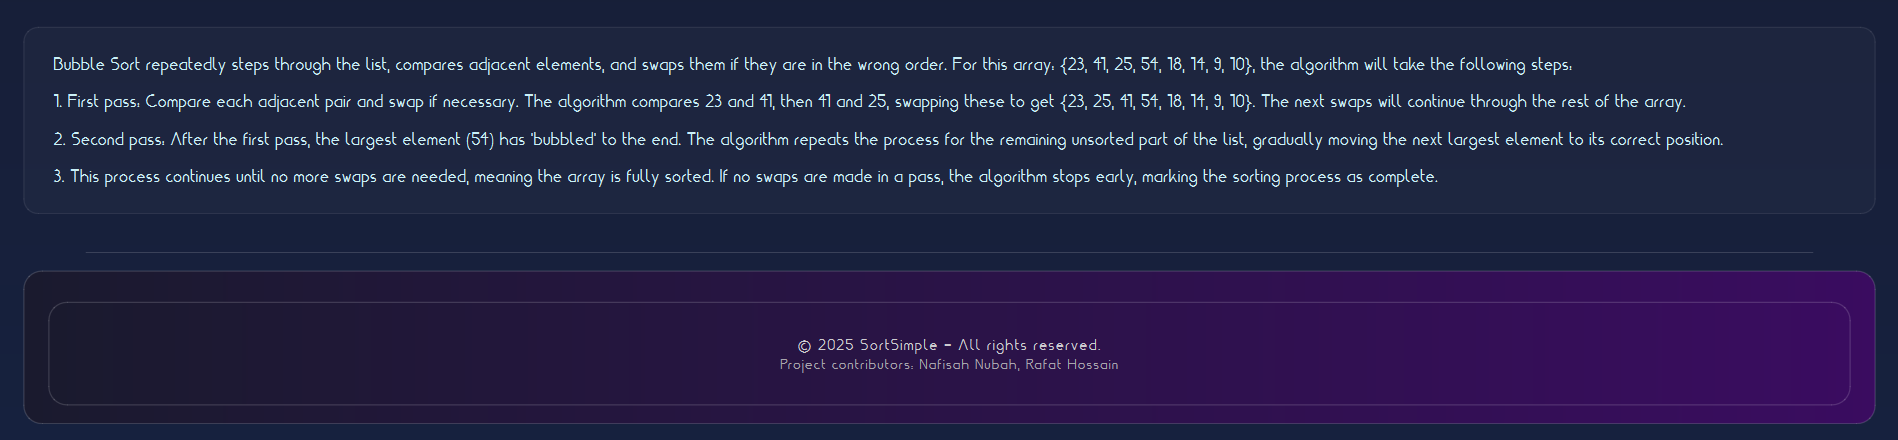 Bubble Sort repeatedly steps through the list, compares adjacent elements, and swaps them if they are in the wrong order. For this array: {23, 41, 25, 54, 18, 14, 9, 10}, the algorithm will take the following steps:
1. First pass: Compare each adjacent pair and swap if necessary. The algorithm compares 23 and 41, then 41 and 25, swapping these to get {23, 25, 41, 54, 18, 14, 9, 10}. The next swaps will continue through the rest of the array.
2. Second pass: After the first pass, the largest element (54) has 'bubbled' to the end. The algorithm repeats the process for the remaining unsorted part of the list, gradually moving the next largest element to its correct position.
3. This process continues until no more swaps are needed, meaning the array is fully sorted. If no swaps are made in a pass, the algorithm stops early, marking the sorting process as complete.
© 2025 SortSimple - All rights reserved.
Project contributors: Nafisah Nubah, Rafat Hossain